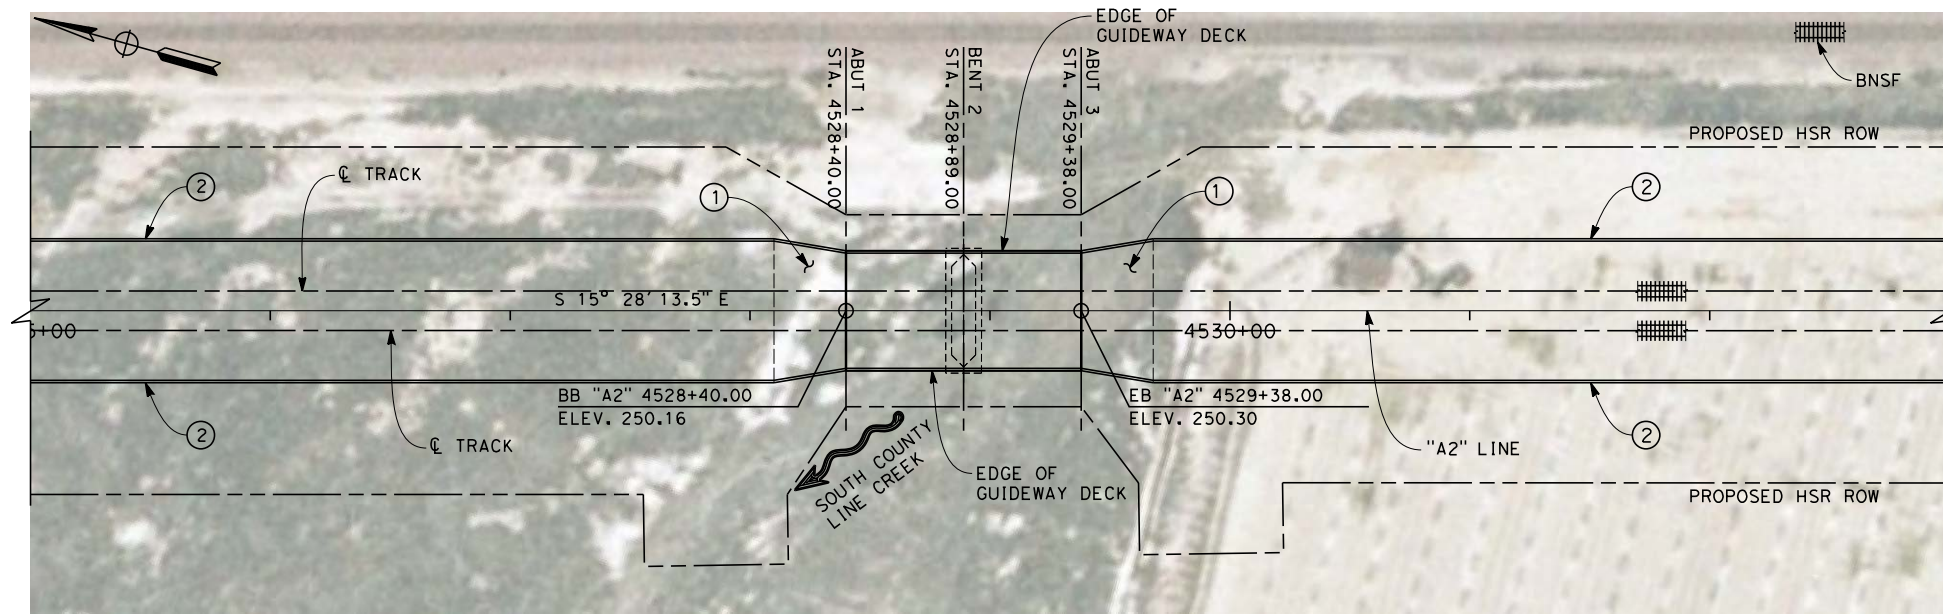 EDGE OF
GUIDEWAY DECK
ABUT 1
STA. 4528+40.00
BENT 2
STA. 4528+89.00
ABUT 3
STA. 4529+38.00
BNSF
PROPOSED HSR ROW
℄ TRACK
2
1
1
2
S 15° 28' 13.5" E
5+00
4530+00
BB "A2" 4528+40.00
ELEV. 250.16
EB "A2" 4529+38.00
ELEV. 250.30
2
℄ TRACK
SOUTH COUNTY
LINE CREEK
EDGE OF
GUIDEWAY DECK
"A2" LINE
2
PROPOSED HSR ROW